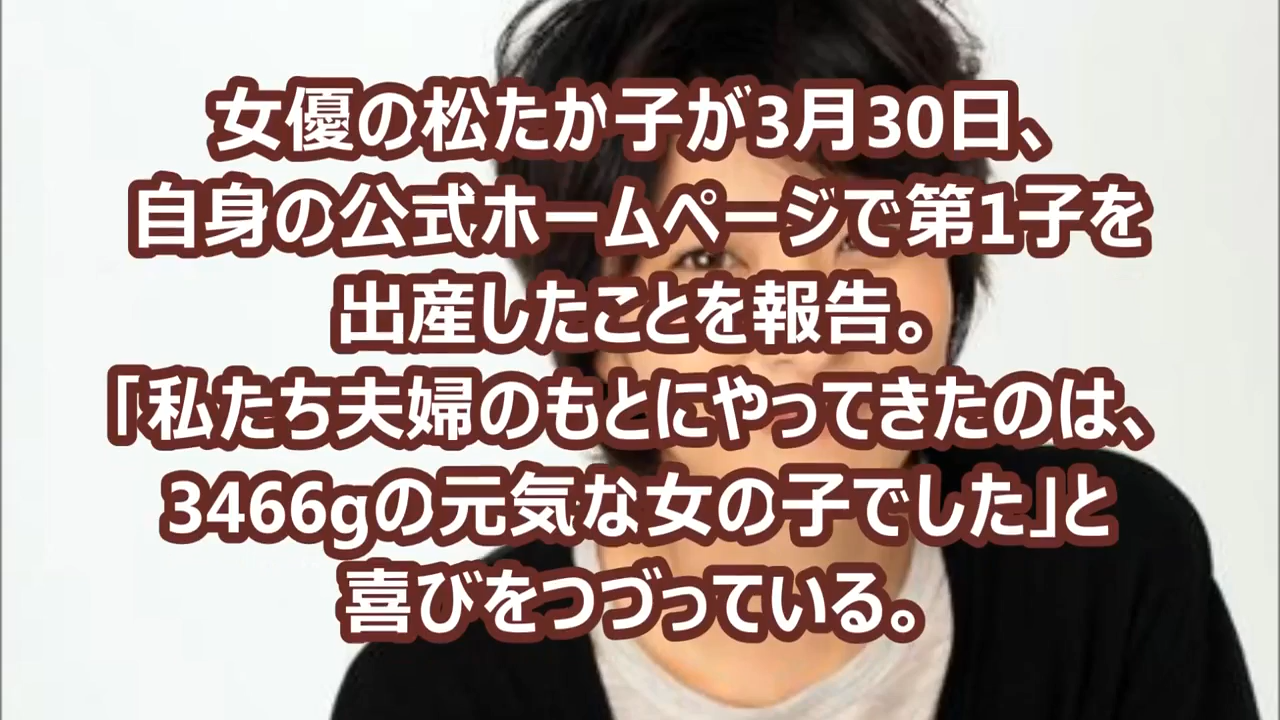 女優の松たか子が3月30日、
自身の公式ホームページで第1子を
出産したことを報告。
「私たち夫婦のもとにやってきたのは、
3466gの元気な女の子でした」と
喜びをつづっている。